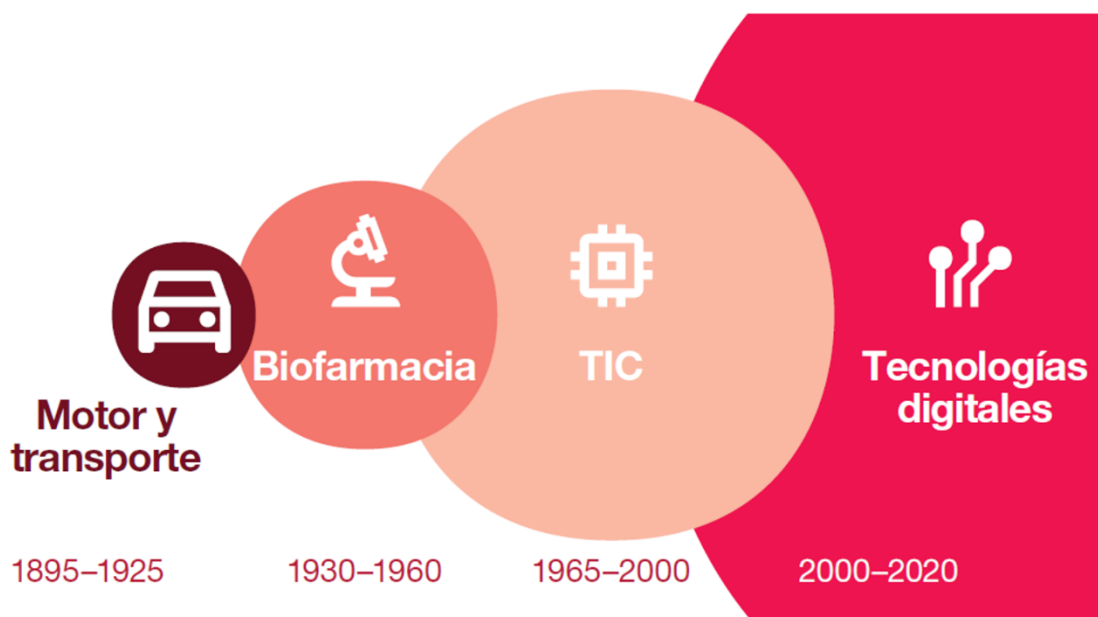 Motor y
transporte
Biofarmacia
TIC
Tecnologías
digitales
1895–1925
1930–1960
1965–2000
2000–2020